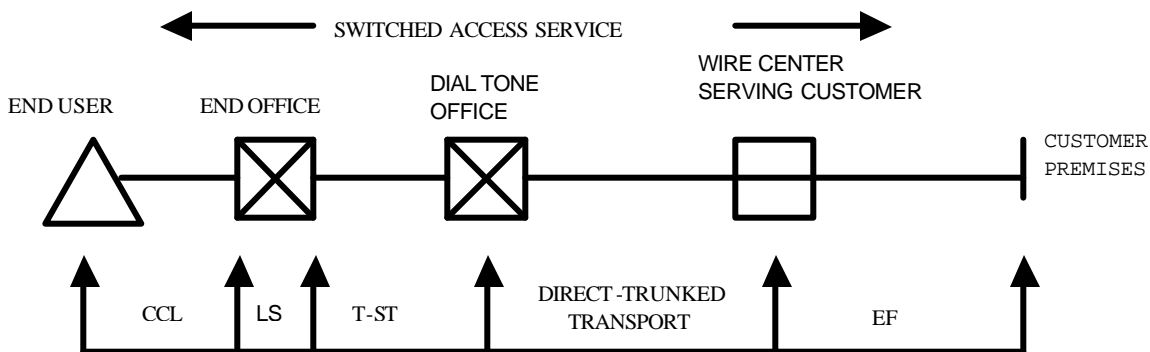 SWITCHED ACCESS SERVICE
WIRE CENTER
SERVING CUSTOMER
DIAL TONE
OFFICE
END USER
END OFFICE
CUSTOMER
PREMISES
CCL
LS
T-ST
DIRECT-TRUNKED
TRANSPORT
EF